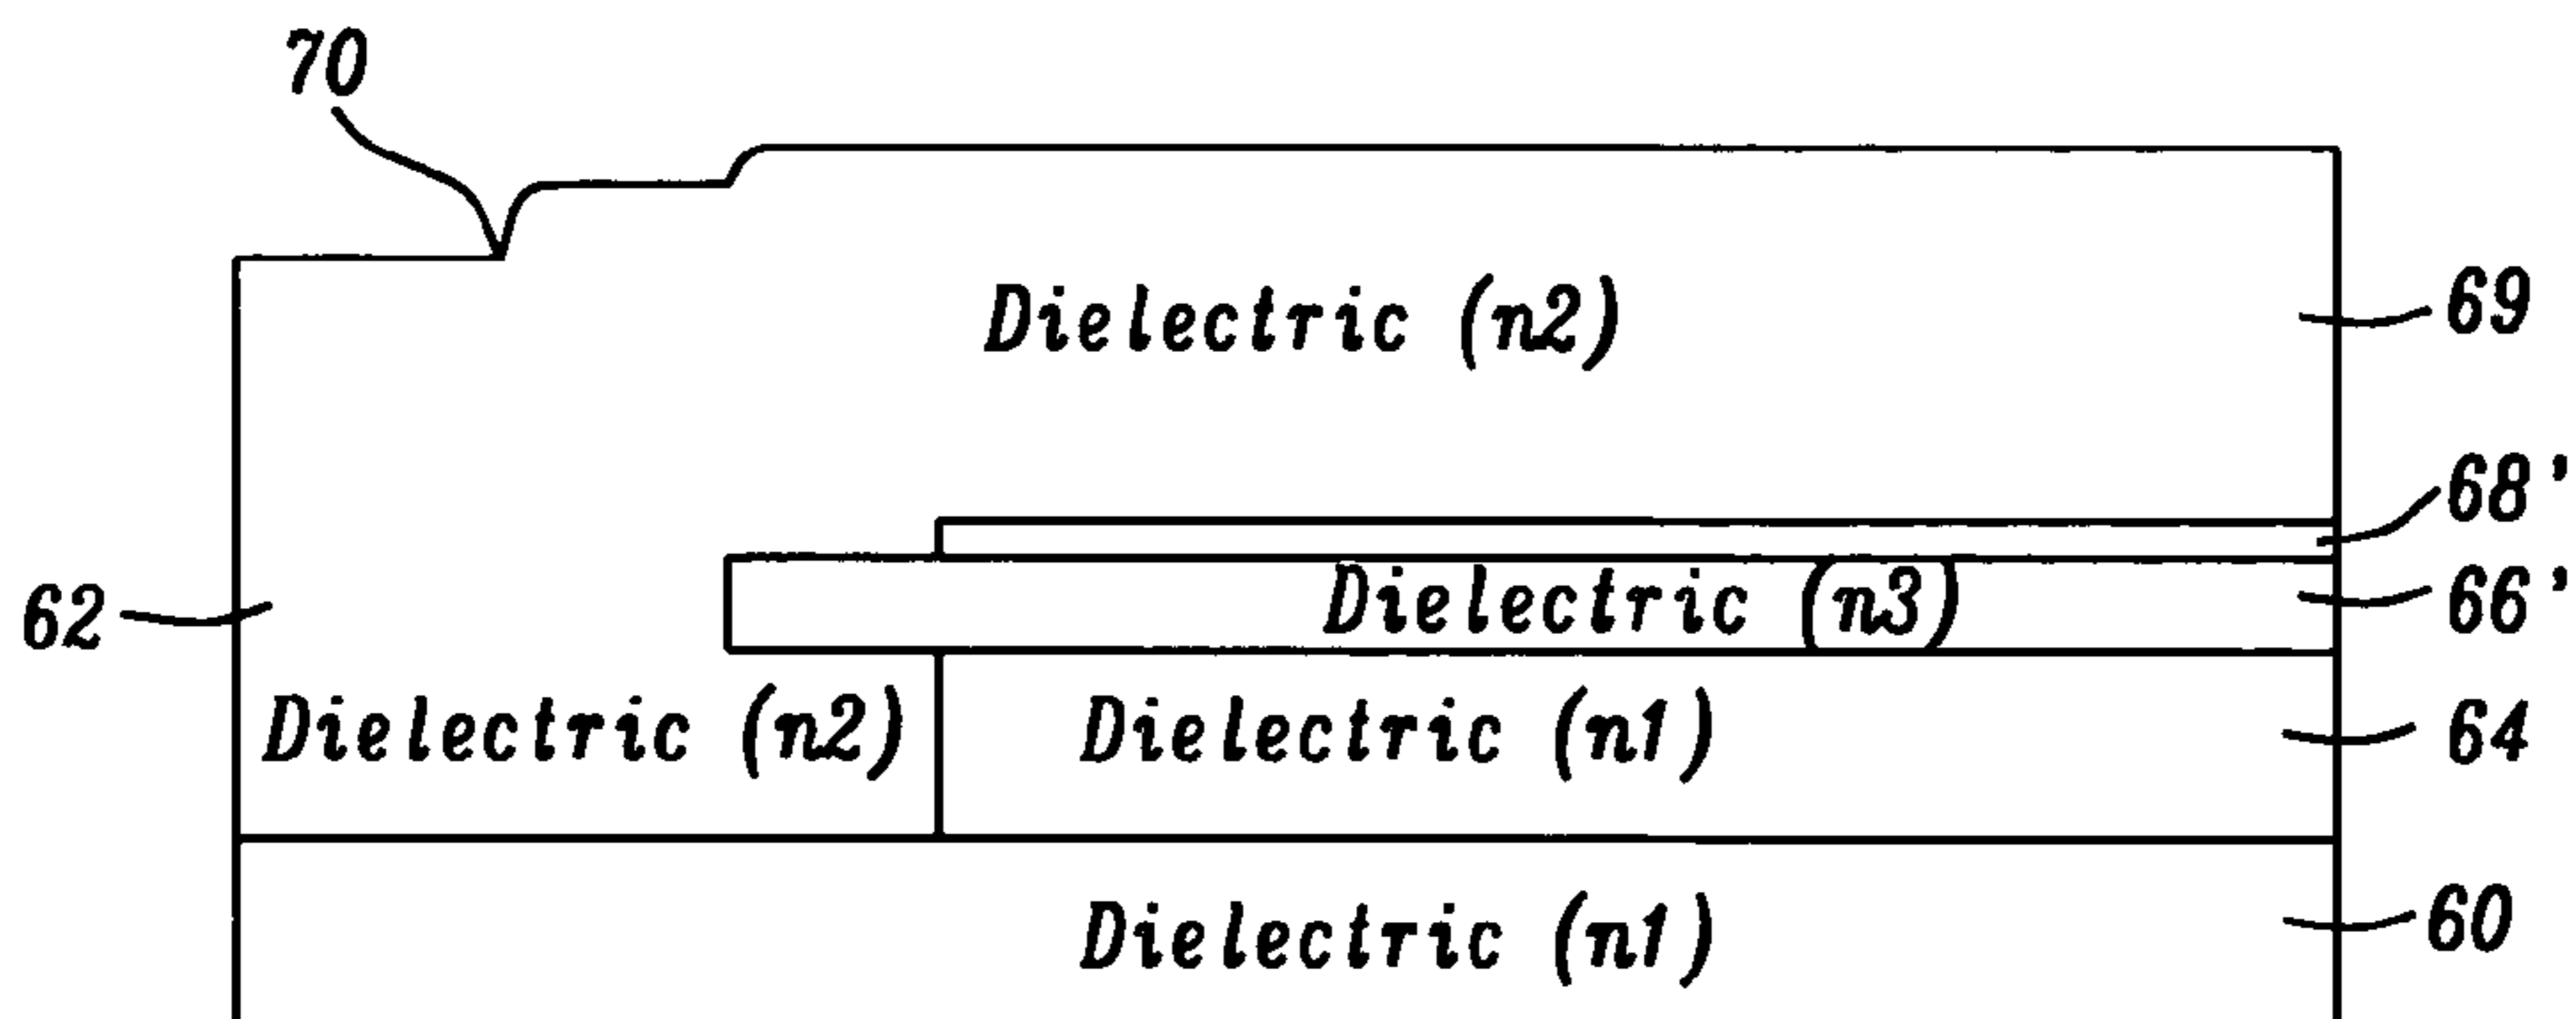 70
Dielectric (n2)
69
68'
62
Dielectric (n3)
66'
Dielectric (n2)
Dielectric (n1)
64
Dielectric (n1)
60